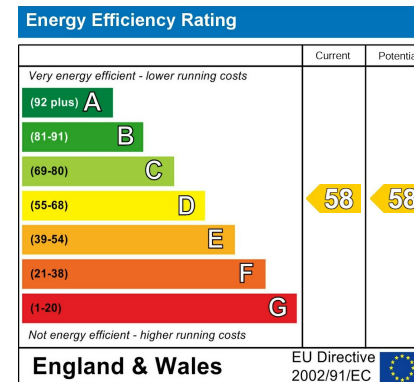 Energy Efficiency Rating
Current Potentia
Very energy efficient - lower running costs
(92 plus) A
(81-91) B
(69-80) C
(55-68) D
58 58
(39-54) E
(21-38) F
(1-20) G
Not energy efficient - higher running costs
England & Wales
EU Directive
2002/91/EC